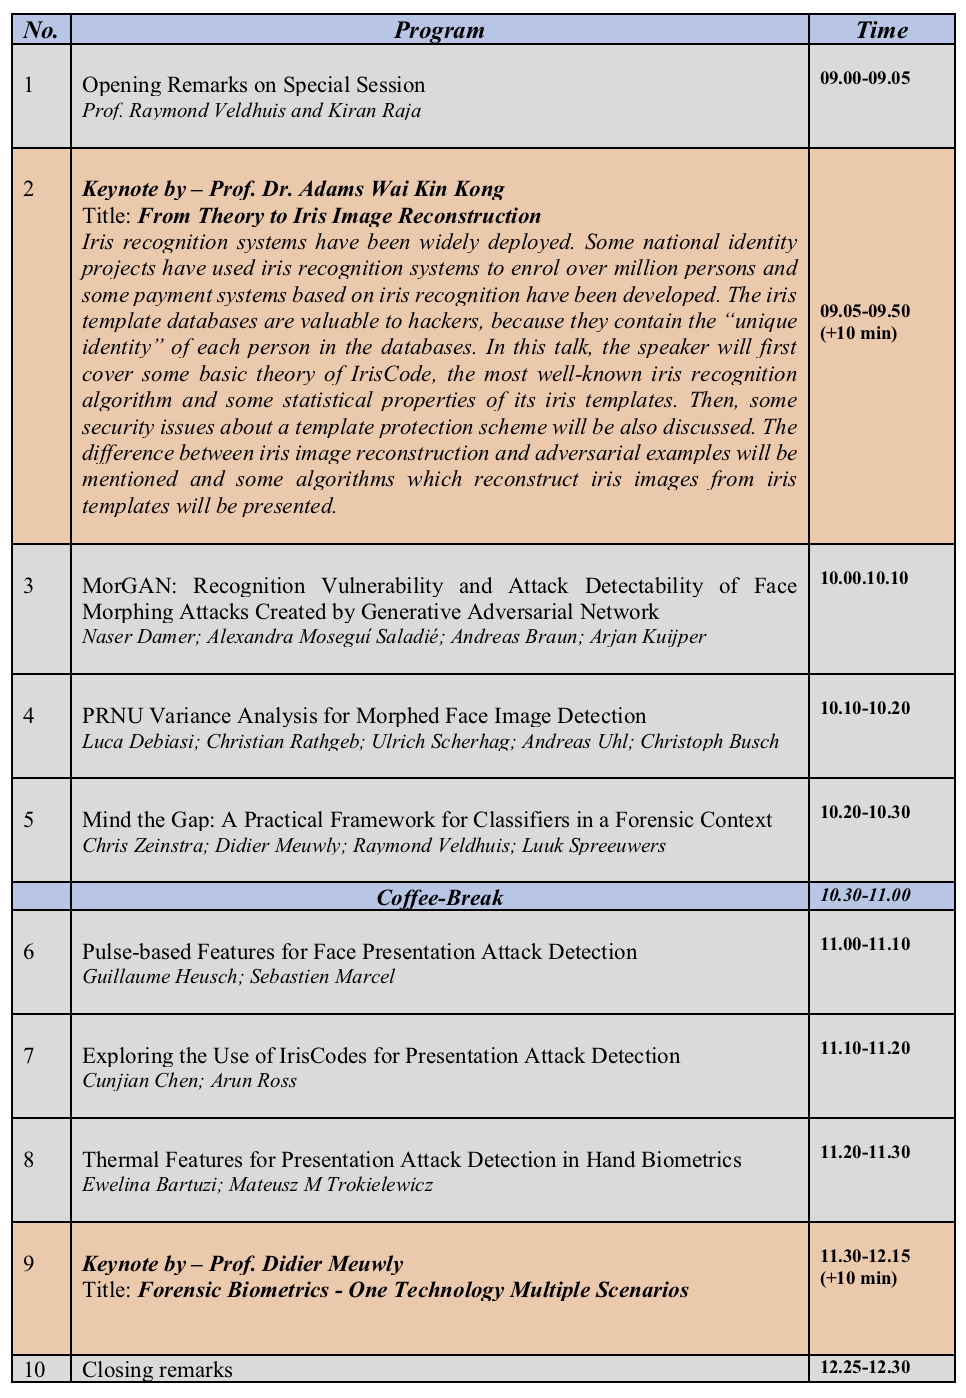 No. Program Time
1 Opening Remarks on Special Session 09.00-09.05
Prof. Raymond Veldhuis and Kiran Raja
2 Keynote by – Prof. Dr. Adams Wai Kin Kong
Title: From Theory to Iris Image Reconstruction
Iris recognition systems have been widely deployed. Some national identity
projects have used iris recognition systems to enrol over million persons and
some payment systems based on iris recognition have been developed. The iris
template databases are valuable to hackers, because they contain the “unique
identity” of each person in the databases. In this talk, the speaker will first
cover some basic theory of IrisCode, the most well-known iris recognition
algorithm and some statistical properties of its iris templates. Then, some
security issues about a template protection scheme will be also discussed. The
difference between iris image reconstruction and adversarial examples will be
mentioned and some algorithms which reconstruct iris images from iris
templates will be presented.
09.05-09.50
(+10 min)
3 MorGAN: Recognition Vulnerability and Attack Detectability of Face 10.00.10.10
Morphing Attacks Created by Generative Adversarial Network
Naser Damer; Alexandra Moseguí Saladié; Andreas Braun; Arjan Kuijper
4 PRNU Variance Analysis for Morphed Face Image Detection 10.10-10.20
Luca Debiasi; Christian Rathgeb; Ulrich Scherhag; Andreas Uhl; Christoph Busch
5 Mind the Gap: A Practical Framework for Classifiers in a Forensic Context 10.20-10.30
Chris Zeinstra; Didier Meuwly; Raymond Veldhuis; Luuk Spreeuwers
Coffee-Break 10.30-11.00
6 Pulse-based Features for Face Presentation Attack Detection 11.00-11.10
Guillaume Heusch; Sebastien Marcel
7 Exploring the Use of IrisCodes for Presentation Attack Detection 11.10-11.20
Cunjian Chen; Arun Ross
8 Thermal Features for Presentation Attack Detection in Hand Biometrics 11.20-11.30
Ewelina Bartuzi; Mateusz M Trokielewicz
9 Keynote by – Prof. Didier Meuwly 11.30-12.15
Title: Forensic Biometrics - One Technology Multiple Scenarios (+10 min)
10 Closing remarks 12.25-12.30